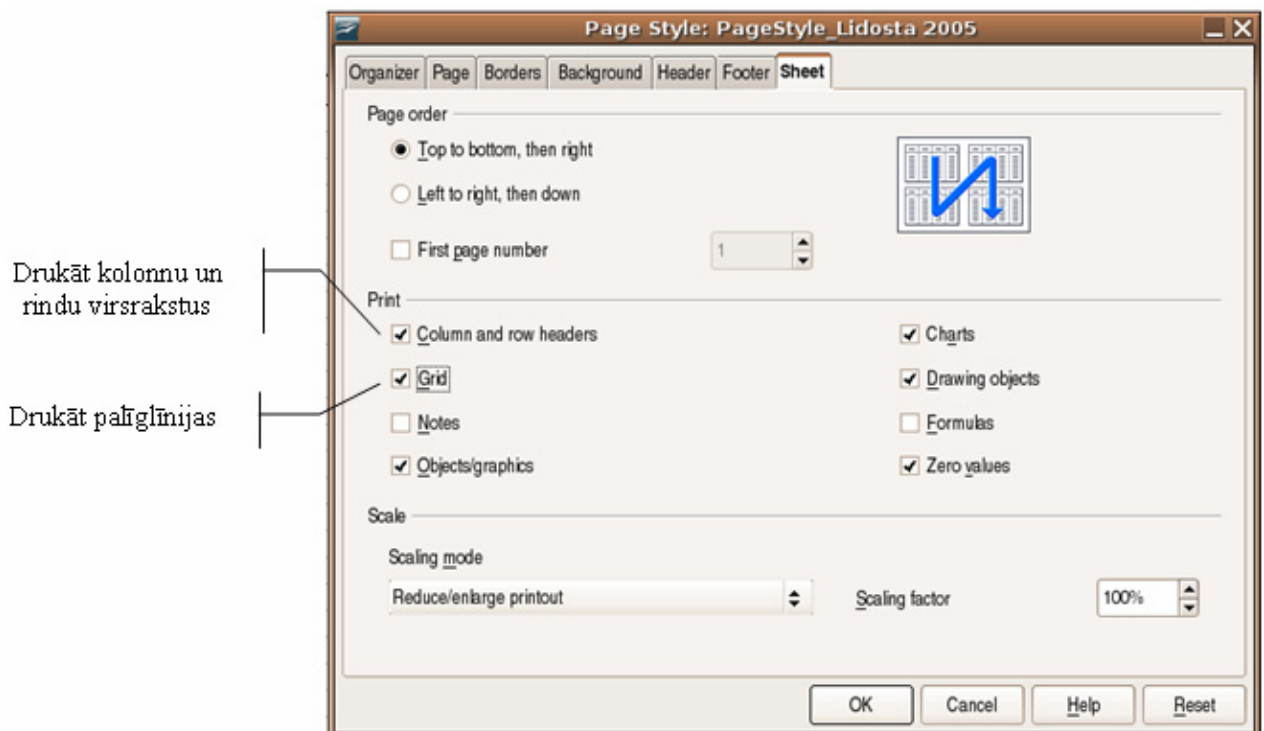 Page Style: PageStyle_Lidosta 2005
Organizer Page Borders Background Header Footer Sheet
Page order
Top to bottom, then right
Left to right, then down
First page number 1
Drukāt kolonnu un
rindu virsrakstus
Print
Column and row headers Charts
Grid Drawing objects
Drukāt palīglīnijas
Notes Formulas
Objects/graphics Zero values
Scale
Scaling mode
Reduce/enlarge printout Scaling factor 100%
OK Cancel Help Reset